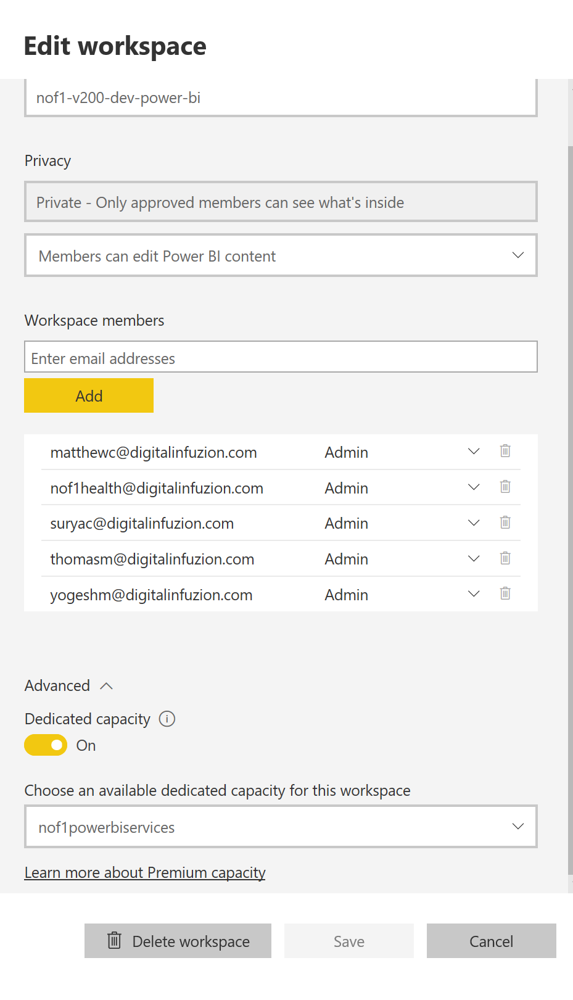 Edit workspace
nof1-v200-dev-power-bi
Privacy
Private - Only approved members can see what's inside
Members can edit Power BI content
Workspace members
Enter email addresses
Add
matthewc@digitalinfuzion.com Admin
nof1health@digitalinfuzion.com Admin
suryac@digitalinfuzion.com Admin
thomasm@digitalinfuzion.com Admin
yogeshm@digitalinfuzion.com Admin
Advanced
Dedicated capacity
On
Choose an available dedicated capacity for this workspace
nof1powerbiservices
Learn more about Premium capacity
Delete workspace Save Cancel